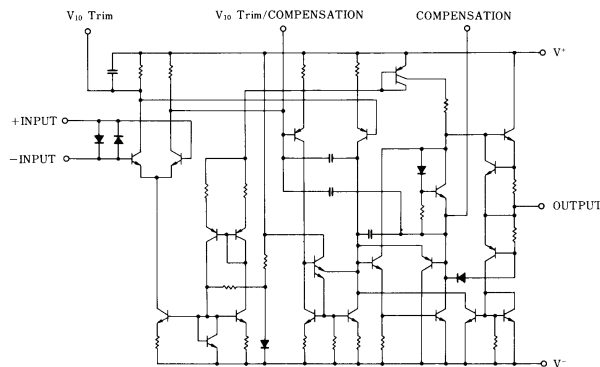 V₁₀ Trim
V₁₀ Trim/COMPENSATION
COMPENSATION
V⁺
+INPUT
−INPUT
OUTPUT
V⁻